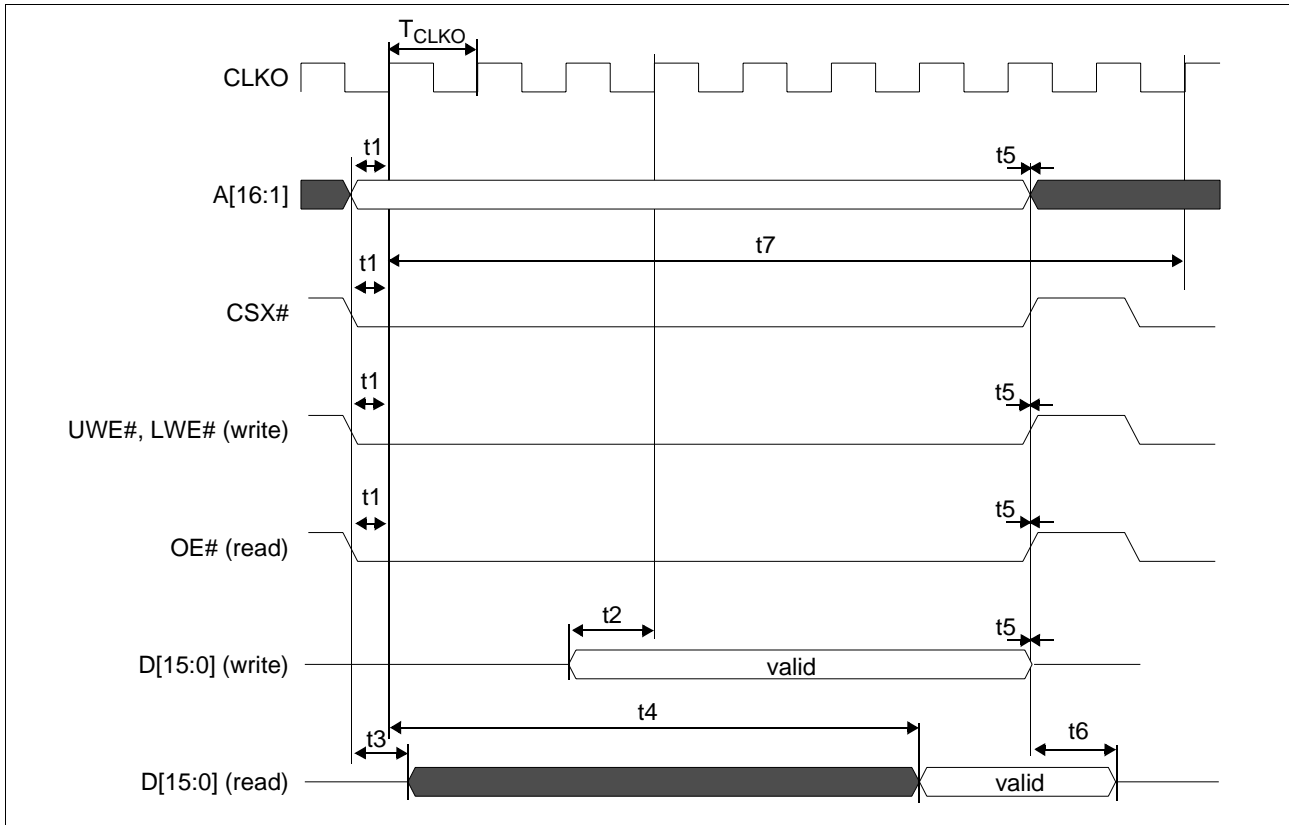 T_CLKO
CLKO
t1
t5
A[16:1]
t7
t1
CSX#
t1
t5
UWE#, LWE# (write)
t1
t5
OE# (read)
t2
t5
D[15:0] (write)
valid
t4
t3
t6
D[15:0] (read)
valid